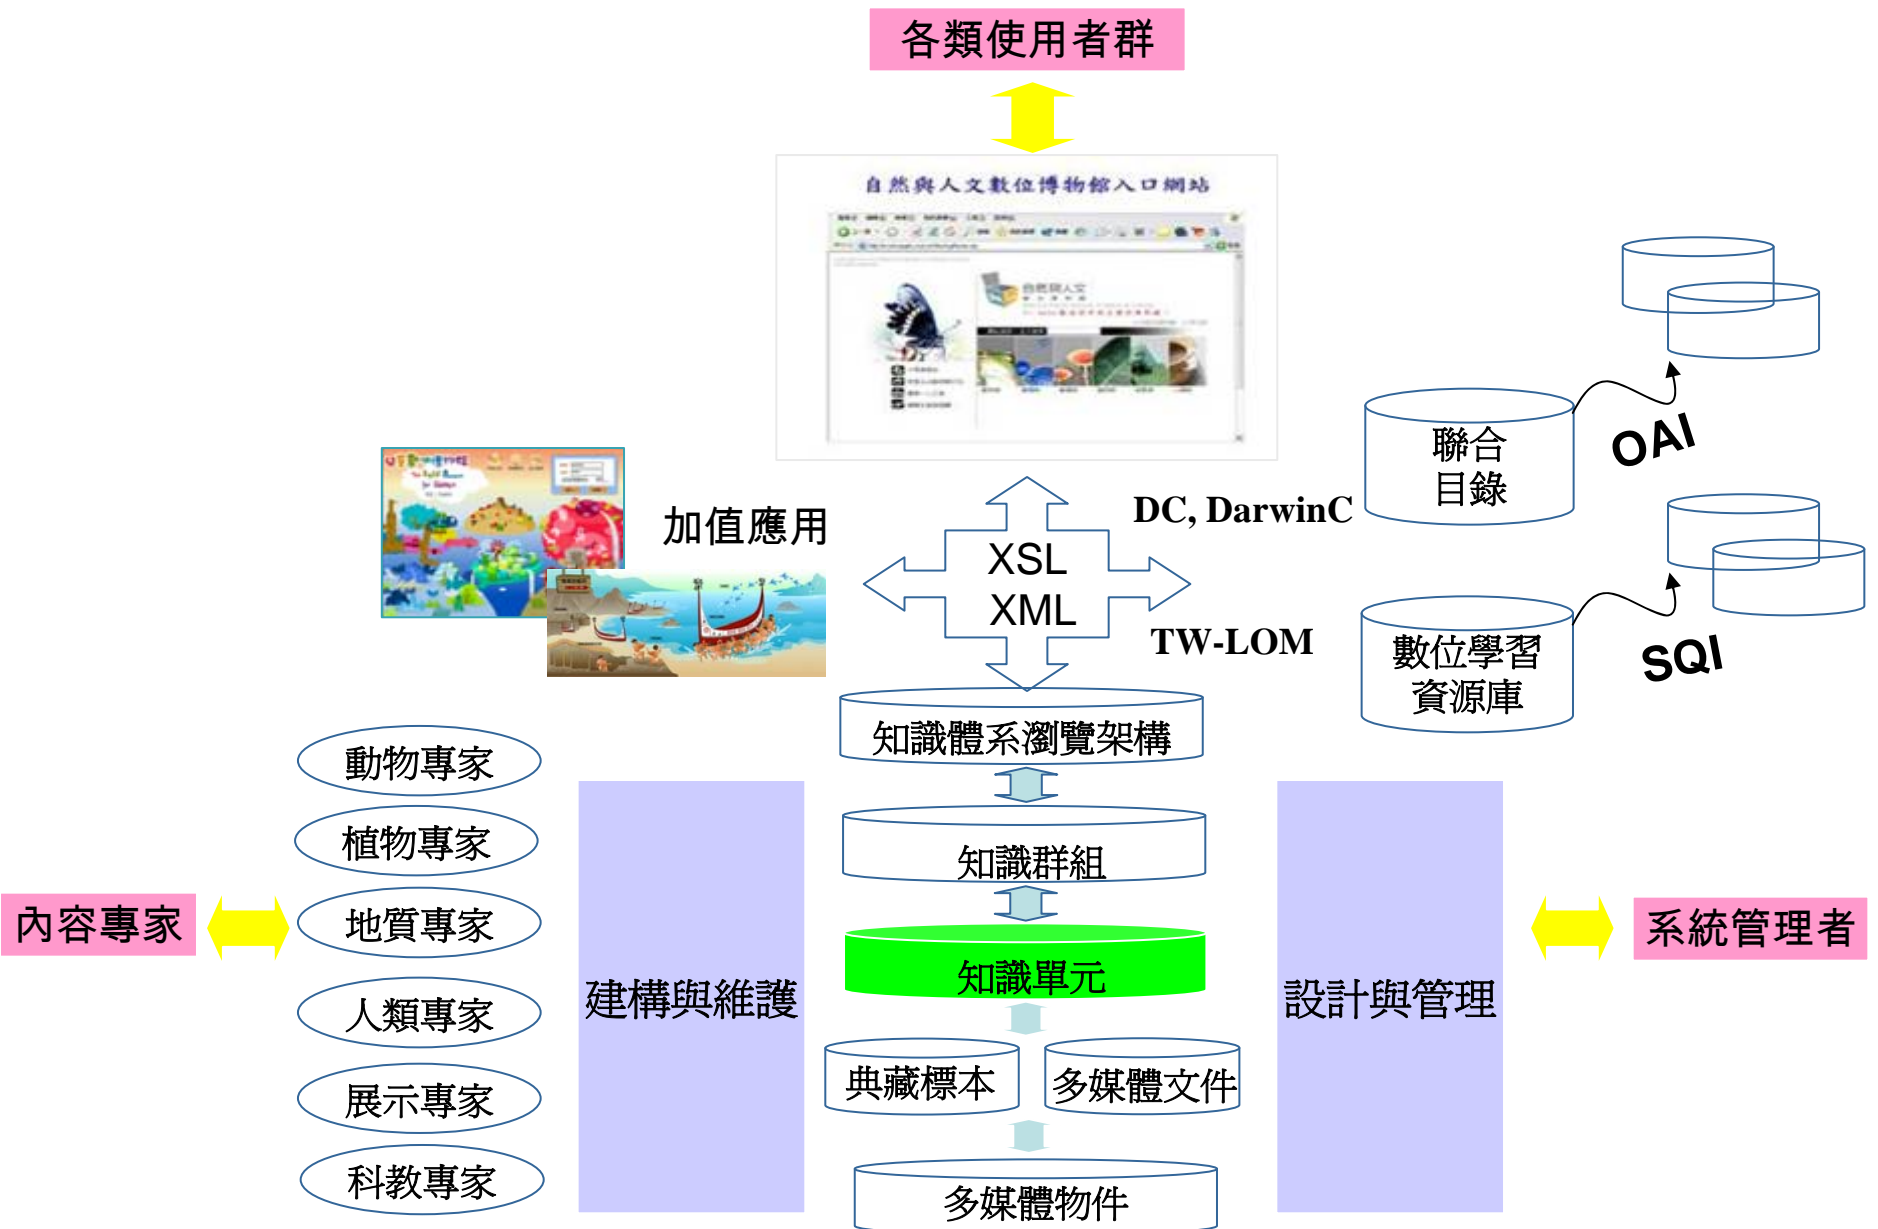 各類使用者群
自然與人文數位博物館入口網站
自然與人文
聯合
目錄
OAI
DC, DarwinC
加值應用
XSL
XML
TW-LOM
數位學習
資源庫
SQI
知識體系瀏覽架構
動物專家
植物專家
知識群組
內容專家
地質專家
系統管理者
知識單元
建構與維護
設計與管理
人類專家
典藏標本
多媒體文件
展示專家
科教專家
多媒體物件